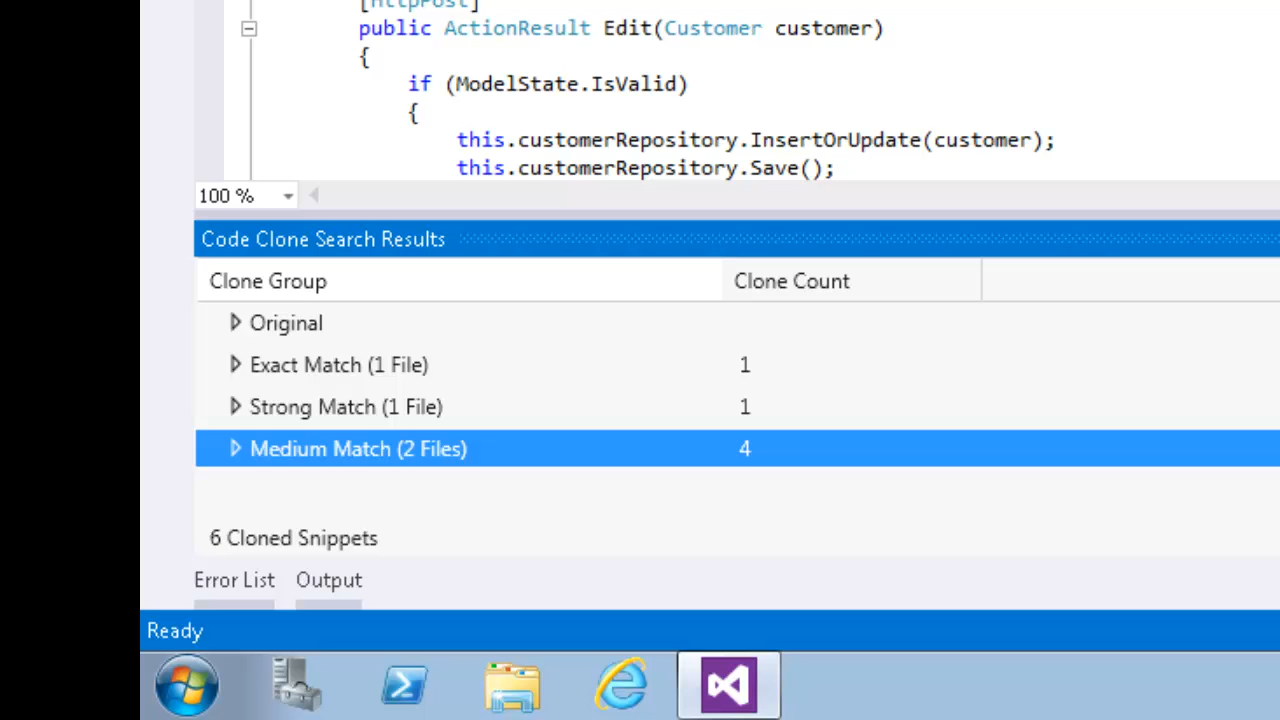 [HttpPost]
public ActionResult Edit(Customer customer)
{
if (ModelState.IsValid)
{
this.customerRepository.InsertOrUpdate(customer);
this.customerRepository.Save();
100 %
Code Clone Search Results
Clone Group Clone Count
Original
Exact Match (1 File) 1
Strong Match (1 File) 1
Medium Match (2 Files) 4
6 Cloned Snippets
Error List Output
Ready